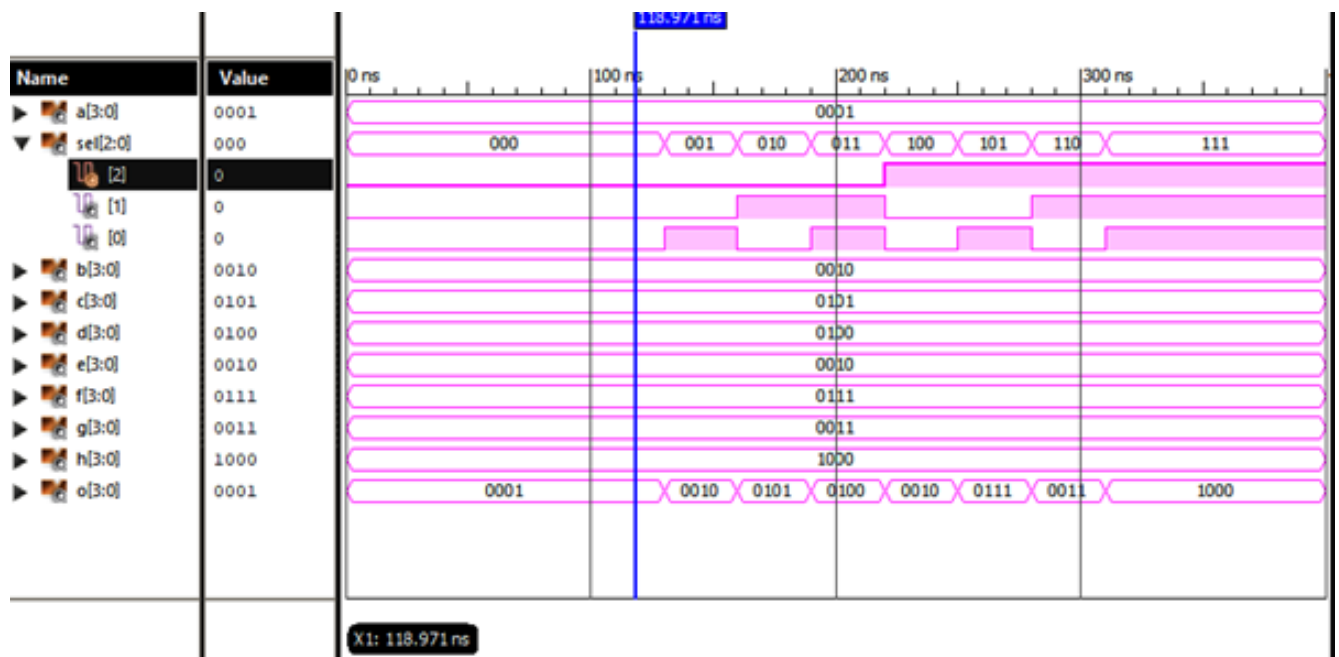 118.971 ns
Name Value 0 ns 100 ns 200 ns 300 ns
a[3:0] 0001 0001
sel[2:0] 000 000 001 010 011 100 101 110 111
[2] 0
[1] 0
[0] 0
b[3:0] 0010 0010
c[3:0] 0101 0101
d[3:0] 0100 0100
e[3:0] 0010 0010
f[3:0] 0111 0111
g[3:0] 0011 0011
h[3:0] 1000 1000
o[3:0] 0001 0001 0010 0101 0100 0010 0111 0011 1000
X1: 118.971 ns